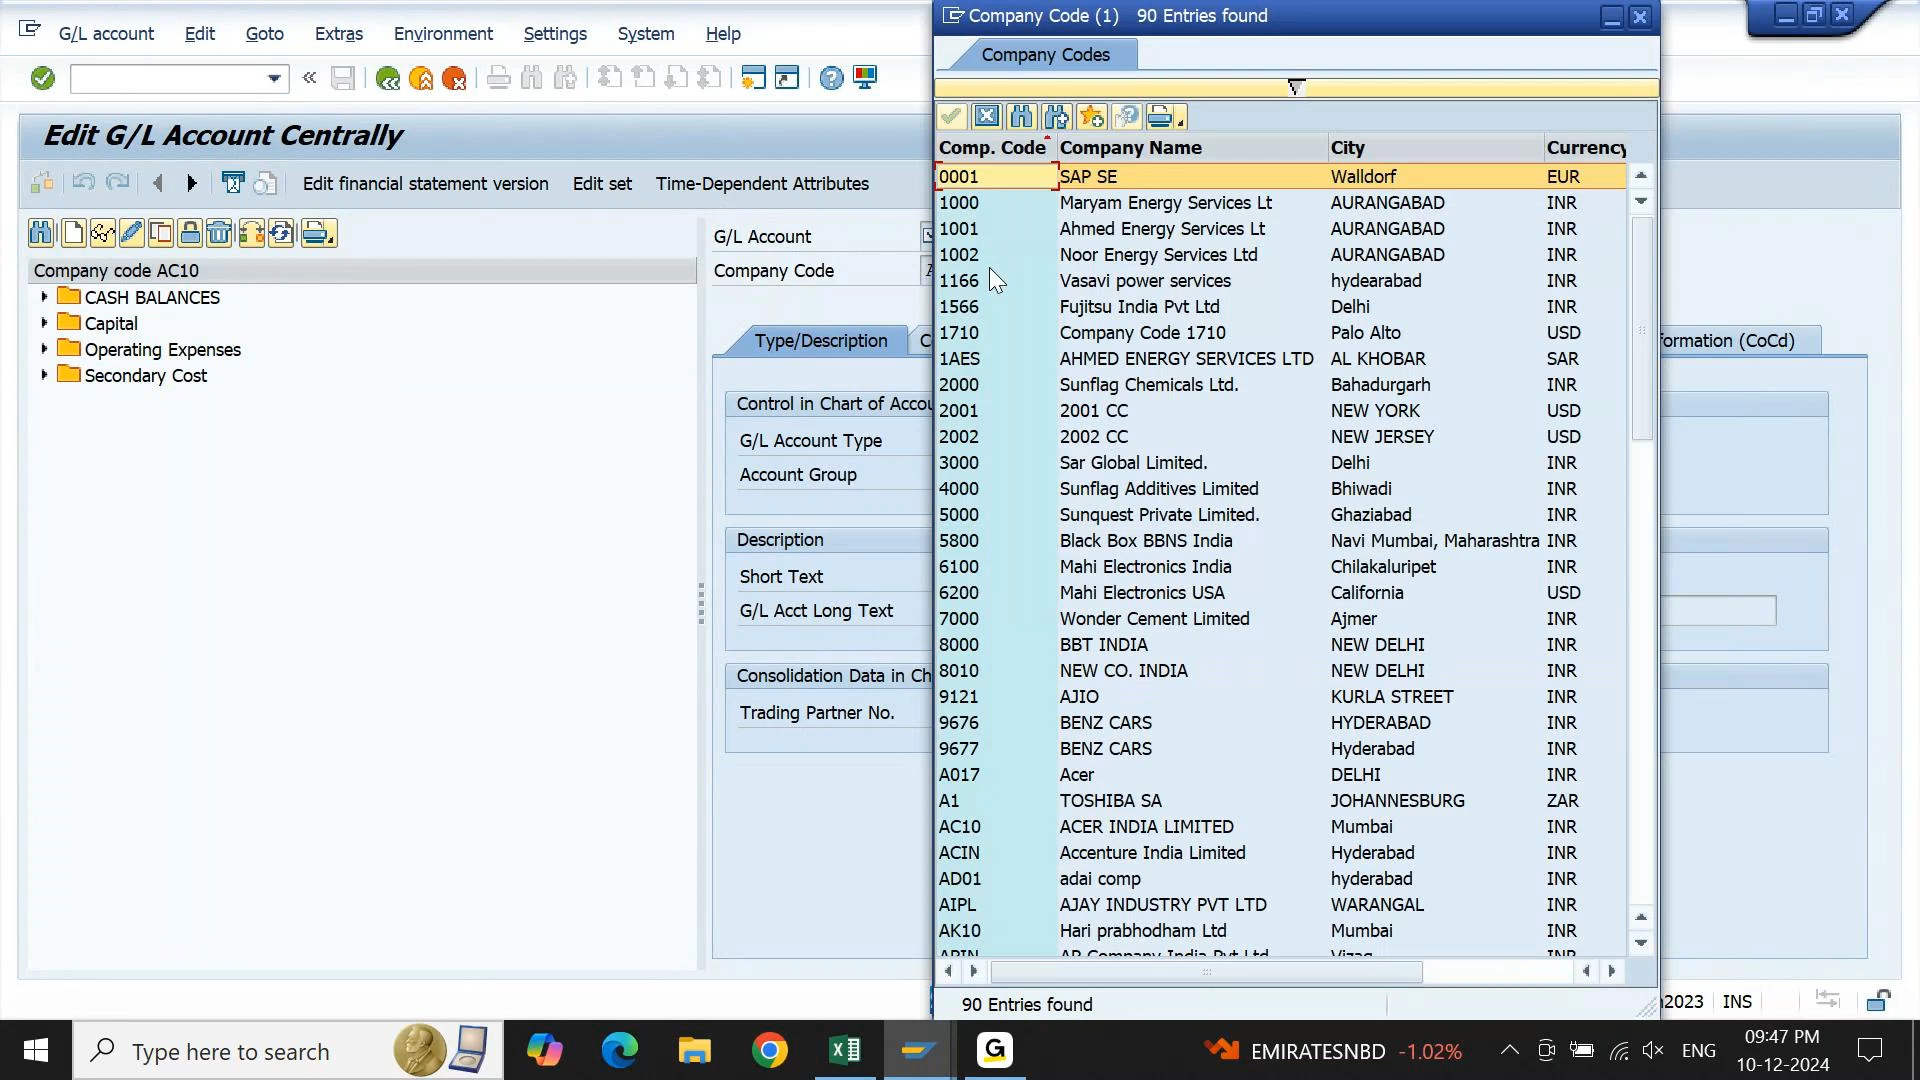 G/L account Edit Goto Extras Environment Settings System Help
Edit G/L Account Centrally
Edit financial statement version Edit set Time-Dependent Attributes
Company code AC10
CASH BALANCES
Capital
Operating Expenses
Secondary Cost
G/L Account
Company Code
Type/Description
formation (CoCd)
Control in Chart of Accou
G/L Account Type
Account Group
Description
Short Text
G/L Acct Long Text
Consolidation Data in Ch
Trading Partner No.
Company Code (1) 90 Entries found
Company Codes
Comp. Code Company Name City Currency
0001 SAP SE Walldorf EUR
1000 Maryam Energy Services Lt AURANGABAD INR
1001 Ahmed Energy Services Lt AURANGABAD INR
1002 Noor Energy Services Ltd AURANGABAD INR
1166 Vasavi power services hydearabad INR
1566 Fujitsu India Pvt Ltd Delhi INR
1710 Company Code 1710 Palo Alto USD
1AES AHMED ENERGY SERVICES LTD AL KHOBAR SAR
2000 Sunflag Chemicals Ltd. Bahadurgarh INR
2001 2001 CC NEW YORK USD
2002 2002 CC NEW JERSEY USD
3000 Sar Global Limited. Delhi INR
4000 Sunflag Additives Limited Bhiwadi INR
5000 Sunquest Private Limited. Ghaziabad INR
5800 Black Box BBNS India Navi Mumbai, Maharashtra INR
6100 Mahi Electronics India Chilakaluripet INR
6200 Mahi Electronics USA California USD
7000 Wonder Cement Limited Ajmer INR
8000 BBT INDIA NEW DELHI INR
8010 NEW CO. INDIA NEW DELHI INR
9121 AJIO KURLA STREET INR
9676 BENZ CARS HYDERABAD INR
9677 BENZ CARS Hyderabad INR
A017 Acer DELHI INR
A1 TOSHIBA SA JOHANNESBURG ZAR
AC10 ACER INDIA LIMITED Mumbai INR
ACIN Accenture India Limited Hyderabad INR
AD01 adai comp hyderabad INR
AIPL AJAY INDUSTRY PVT LTD WARANGAL INR
AK10 Hari prabhodham Ltd Mumbai INR
90 Entries found
2023 INS
Type here to search
EMIRATESNBD -1.02%
ENG
09:47 PM
10-12-2024